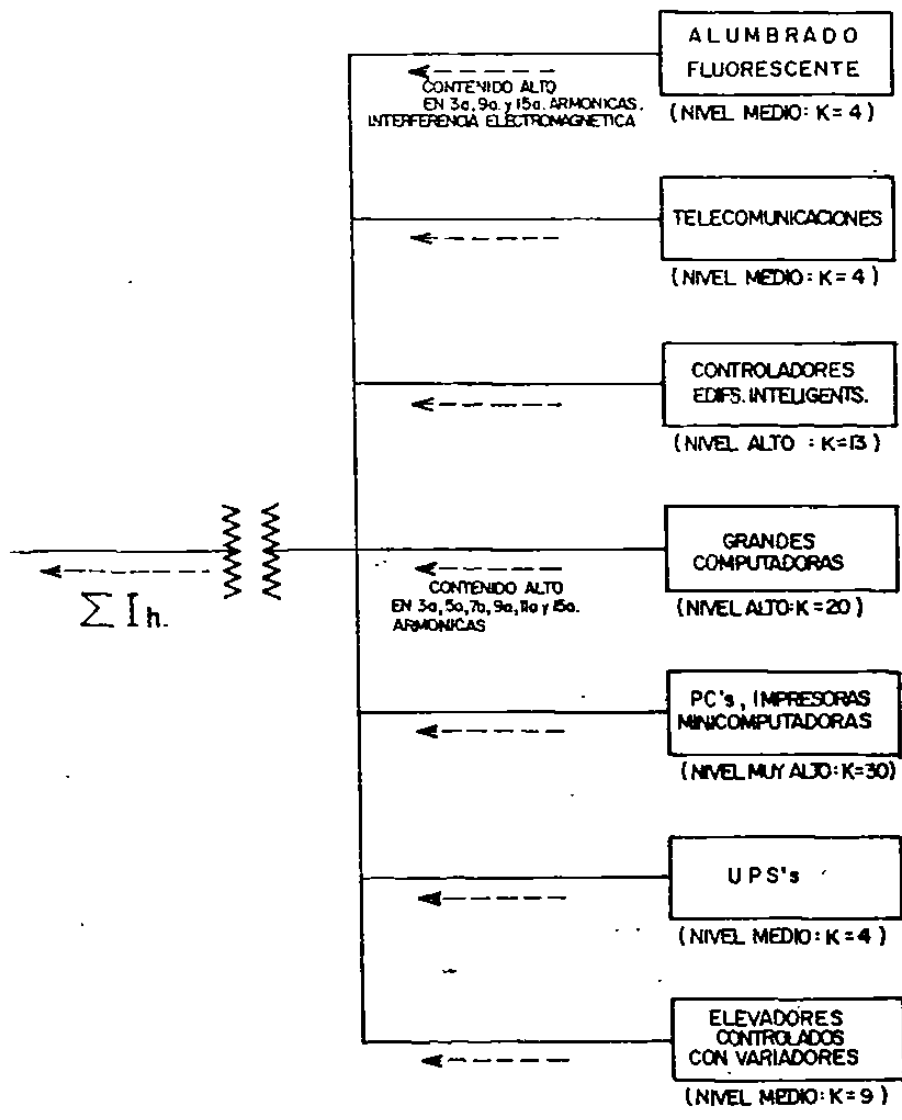 ALUMBRADO
FLUORESCENTE
(NIVEL MEDIO: K=4)
CONTENIDO ALTO
EN 3a, 9a. y 15a. ARMONICAS.
INTERFERENCIA ELECTROMAGNETICA
TELECOMUNICACIONES
(NIVEL MEDIO: K=4)
CONTROLADORES
EDIFS. INTELIGENTS.
(NIVEL ALTO : K=13)
GRANDES
COMPUTADORAS
(NIVEL ALTO: K=20)
CONTENIDO ALTO
EN 3a, 5a, 7a, 9a, 11a y 15a.
ARMONICAS
∑ I h.
PC's, IMPRESORAS
MINICOMPUTADORAS
(NIVEL MUY ALTO: K=30)
UPS's
(NIVEL MEDIO: K=4)
ELEVADORES
CONTROLADOS
CON VARIADORES
(NIVEL MEDIO: K=9)